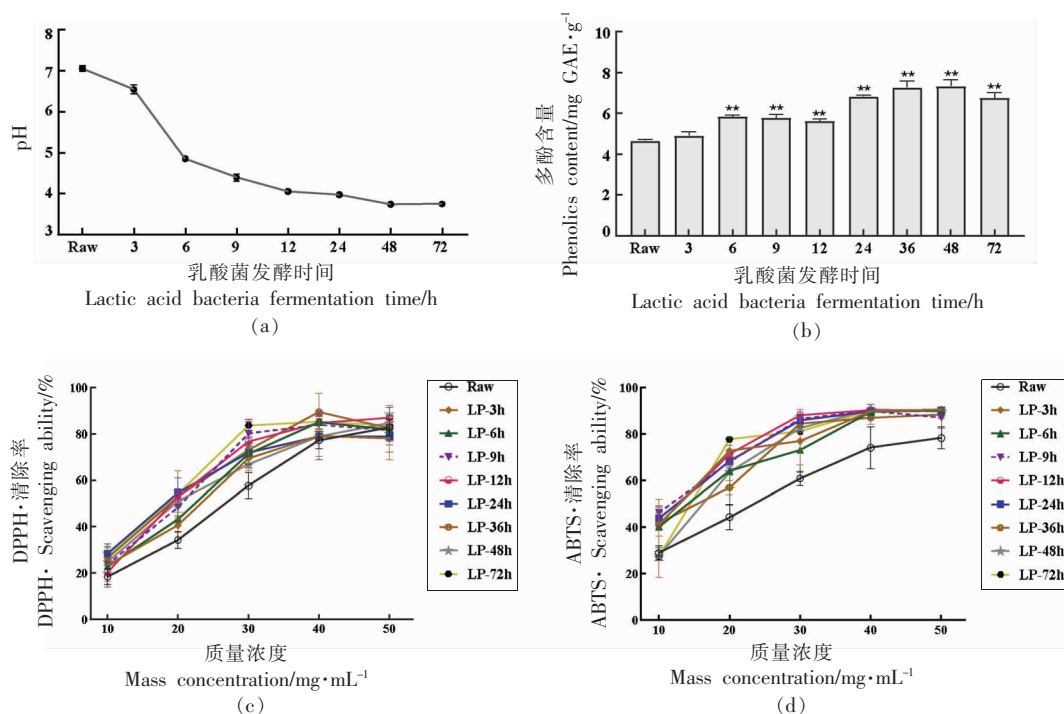 8
7
6
5
4
3
pH
Raw
3
6
9
12
24
48
72
乳酸菌发酵时间
Lactic acid bacteria fermentation time/h
(a)
10
8
6
4
2
0
多酚含量
Phenolics content/mg GAE·g⁻¹
**
**
**
**
**
**
**
Raw
3
6
9
12
24
36
48
72
乳酸菌发酵时间
Lactic acid bacteria fermentation time/h
(b)
100
80
60
40
20
0
DPPH·清除率
DPPH· Scavenging ability/%
10
20
30
40
50
质量浓度
Mass concentration/mg·mL⁻¹
(c)
Raw
LP-3h
LP-6h
LP-9h
LP-12h
LP-24h
LP-36h
LP-48h
LP-72h
100
80
60
40
20
0
ABTS·清除率
ABTS· Scavenging ability/%
10
20
30
40
50
质量浓度
Mass concentration/mg·mL⁻¹
(d)
Raw
LP-3h
LP-6h
LP-9h
LP-12h
LP-24h
LP-36h
LP-48h
LP-72h